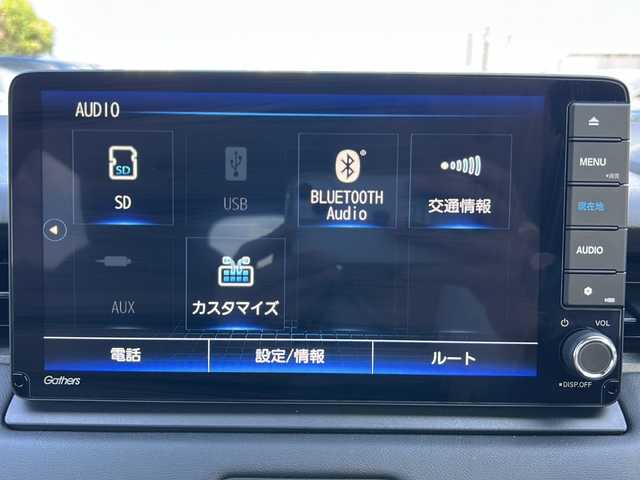 AUDIO
SD
SD
USB
BLUETOOTH
Audio
交通情報
AUX
カスタマイズ
電話
設定/情報
ルート
Gathers
MENU
現在地
AUDIO
VOL
DISP.OFF